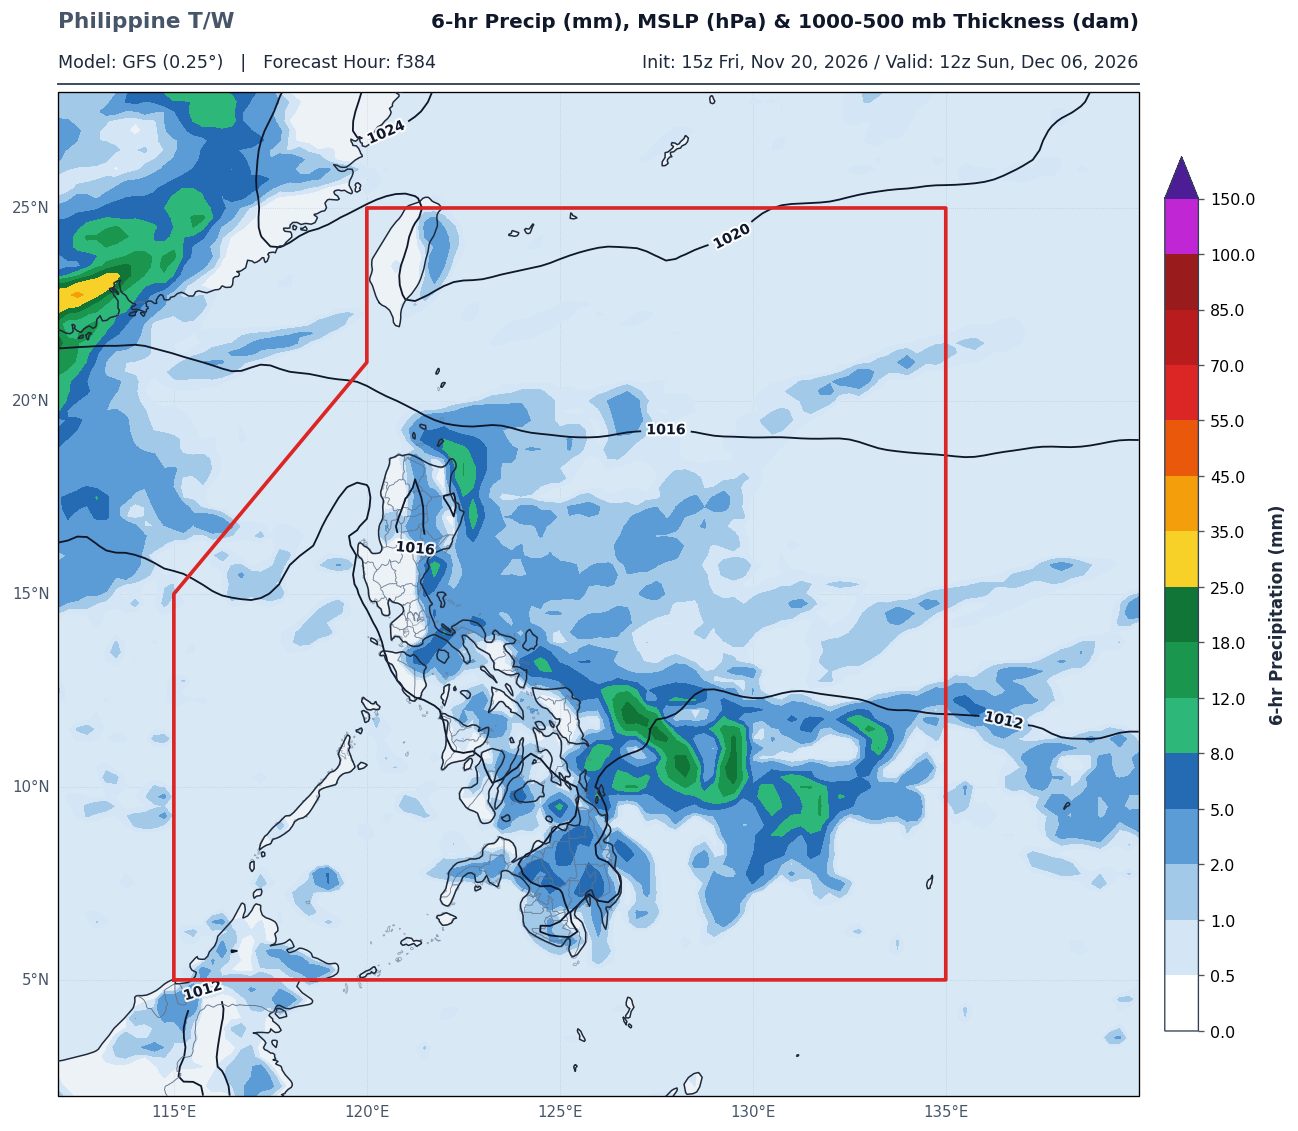 Philippine T/W
6-hr Precip (mm), MSLP (hPa) & 1000-500 mb Thickness (dam)
Model: GFS (0.25°) | Forecast Hour: f384
Init: 15z Fri, Nov 20, 2026 / Valid: 12z Sun, Dec 06, 2026
1024
25°N
1020
20°N
1016
1016
15°N
1012
10°N
5°N
1012
115°E
120°E
125°E
130°E
135°E
150.0
100.0
85.0
70.0
55.0
45.0
35.0
25.0
18.0
12.0
8.0
5.0
2.0
1.0
0.5
0.0
6-hr Precipitation (mm)